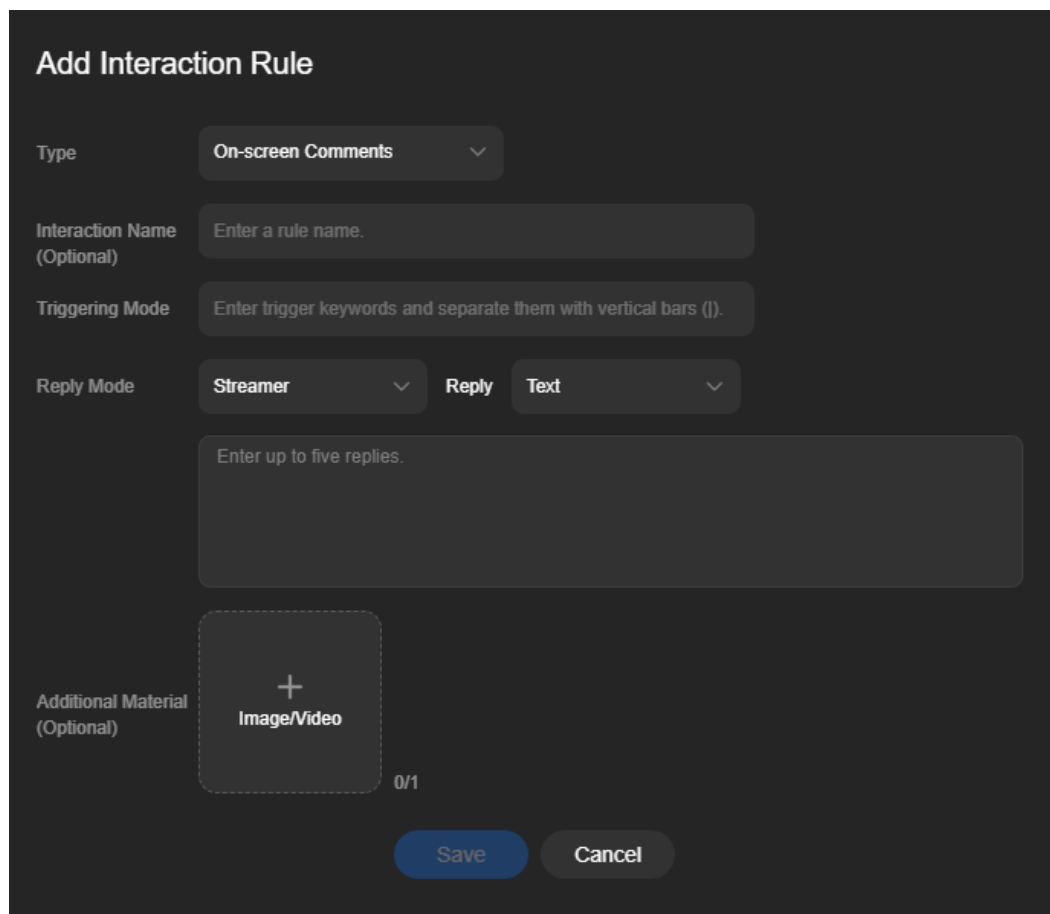 Add Interaction Rule
Type
On-screen Comments
Interaction Name
(Optional)
Enter a rule name.
Triggering Mode
Enter trigger keywords and separate them with vertical bars (|).
Reply Mode
Streamer
Reply
Text
Enter up to five replies.
Additional Material
(Optional)
Image/Video
0/1
Save
Cancel